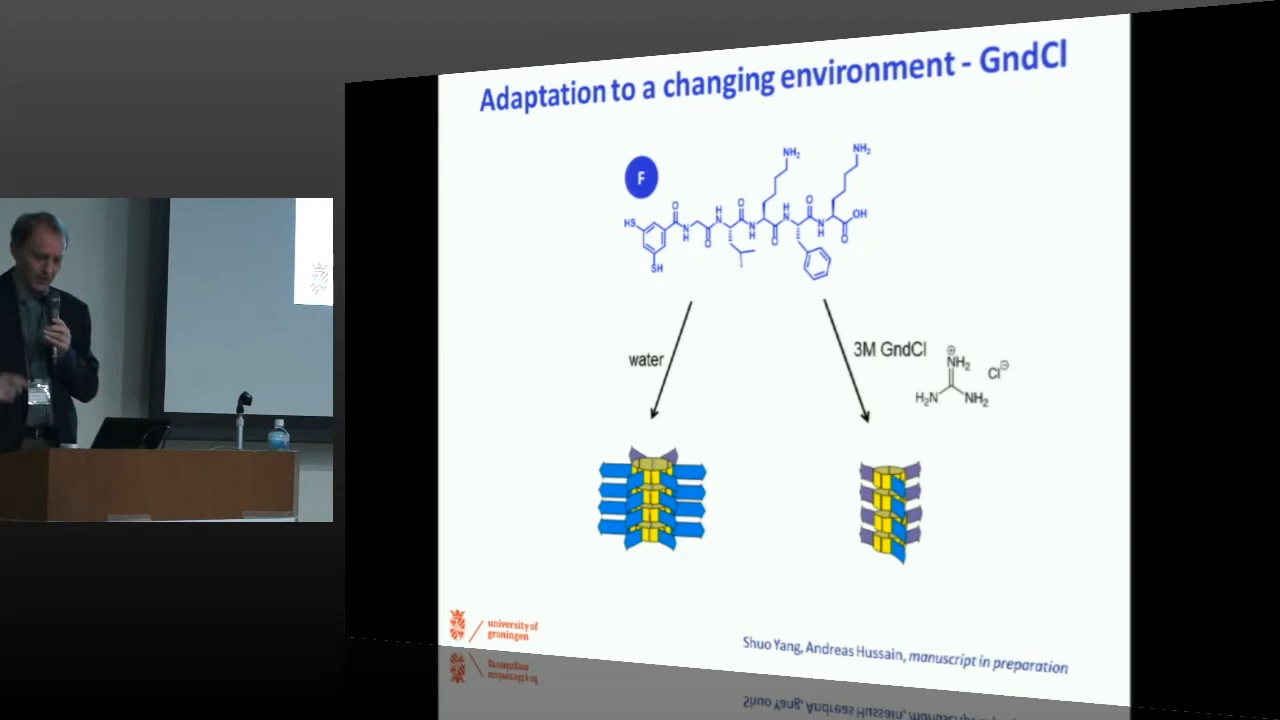 Adaptation to a changing environment - GndCl
F
NH2
NH2
HS
O
H
N
O
H
N
O
OH
N
H
O
N
H
O
N
H
O
SH
water
3M GndCl
⊕
NH2
Cl⊖
H2N
NH2
university of
groningen
Shuo Yang, Andreas Hussain, manuscript in preparation